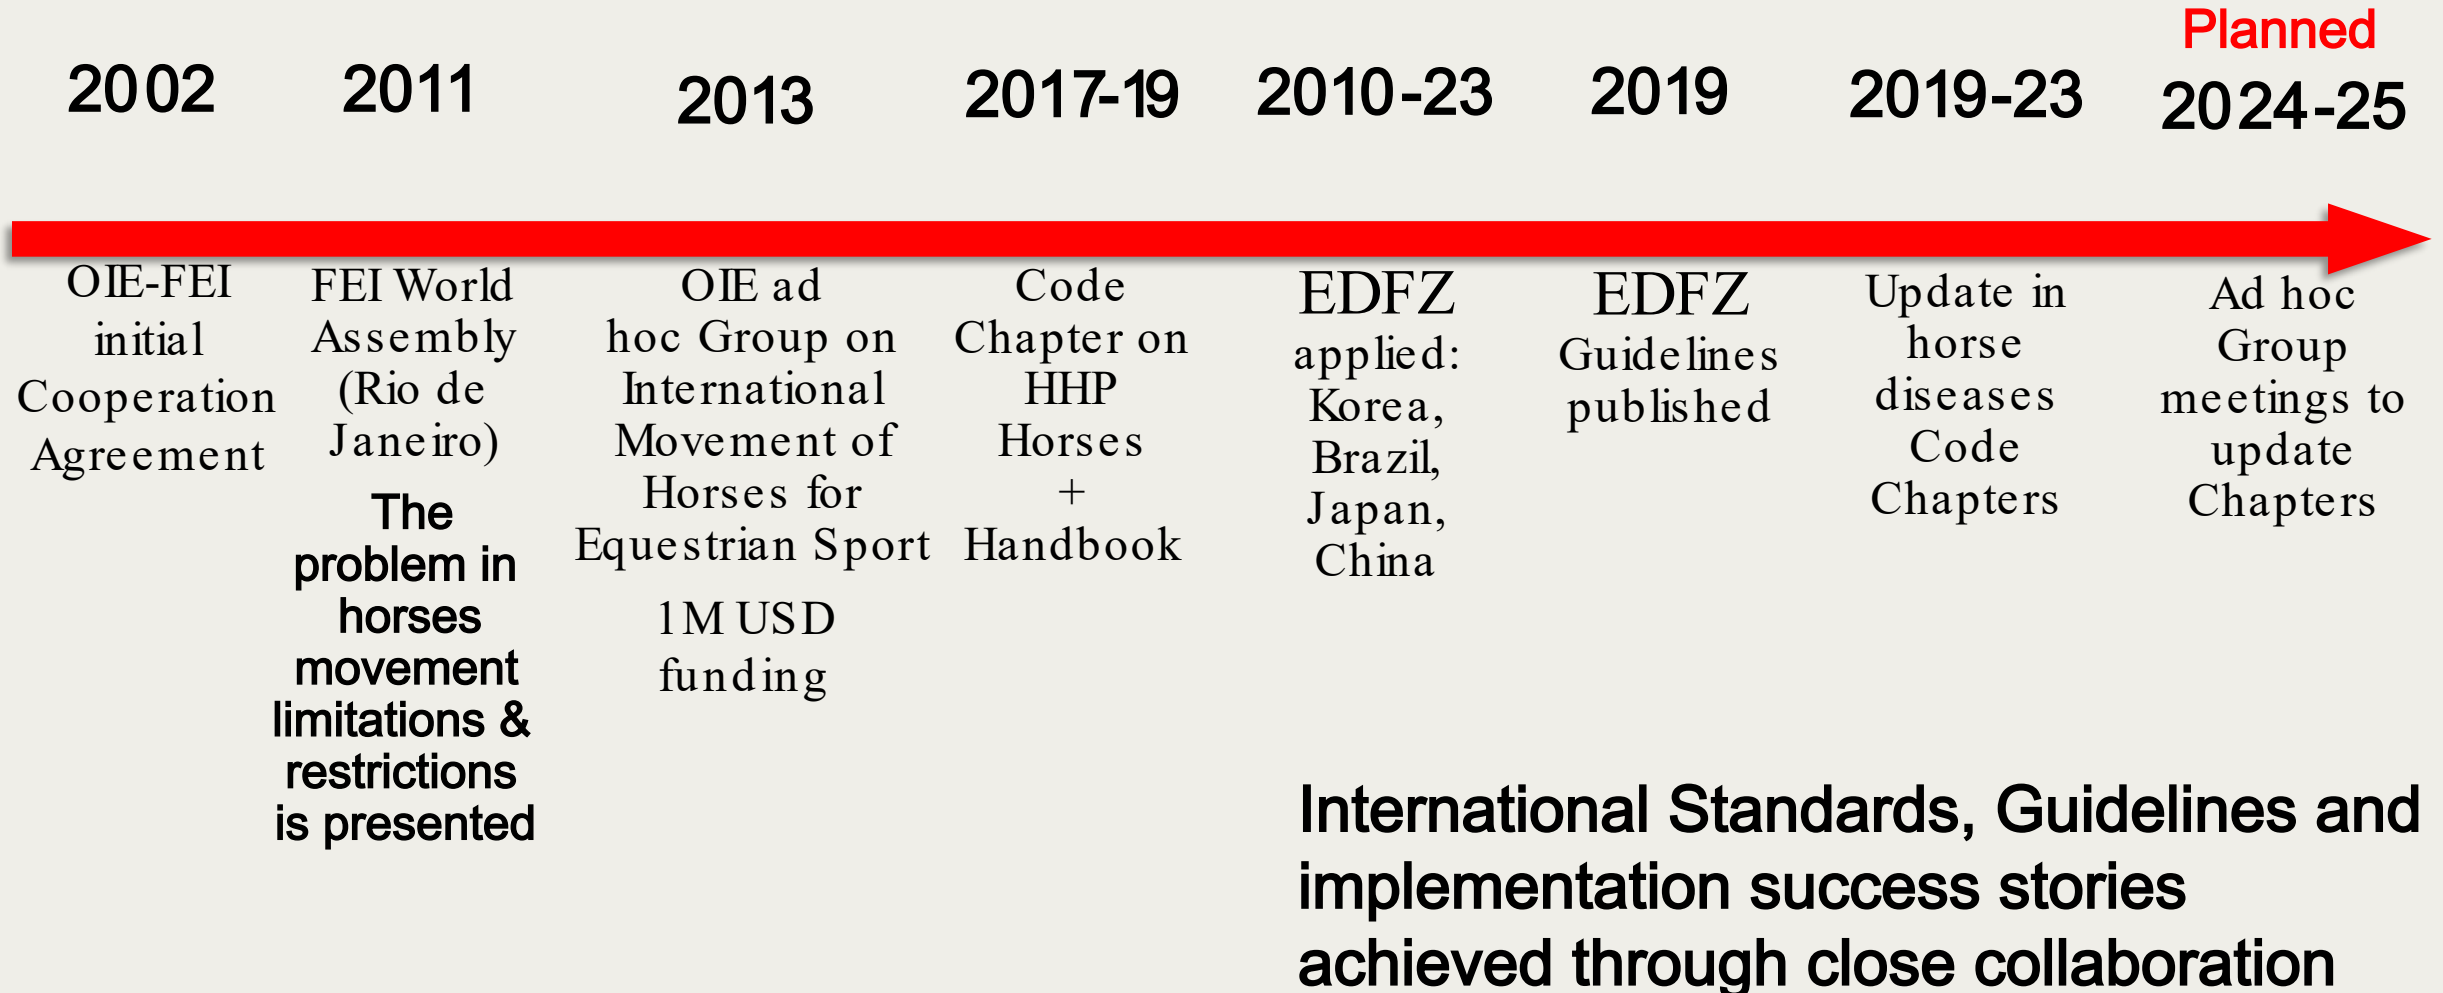 Planned
2002
2011
2013
2017-19
2010-23
2019
2019-23
2024-25
OIE-FEI
initial
Cooperation
Agreement
FEI World
Assembly
(Rio de
Janeiro)
The
problem in
horses
movement
limitations &
restrictions
is presented
OIE ad
hoc Group on
International
Movement of
Horses for
Equestrian Sport
1M USD
funding
Code
Chapter on
HHP
Horses
+
Handbook
EDFZ
applied:
Korea,
Brazil,
Japan,
China
EDFZ
Guidelines
published
Update in
horse
diseases
Code
Chapters
Ad hoc
Group
meetings to
update
Chapters
International Standards, Guidelines and
implementation success stories
achieved through close collaboration